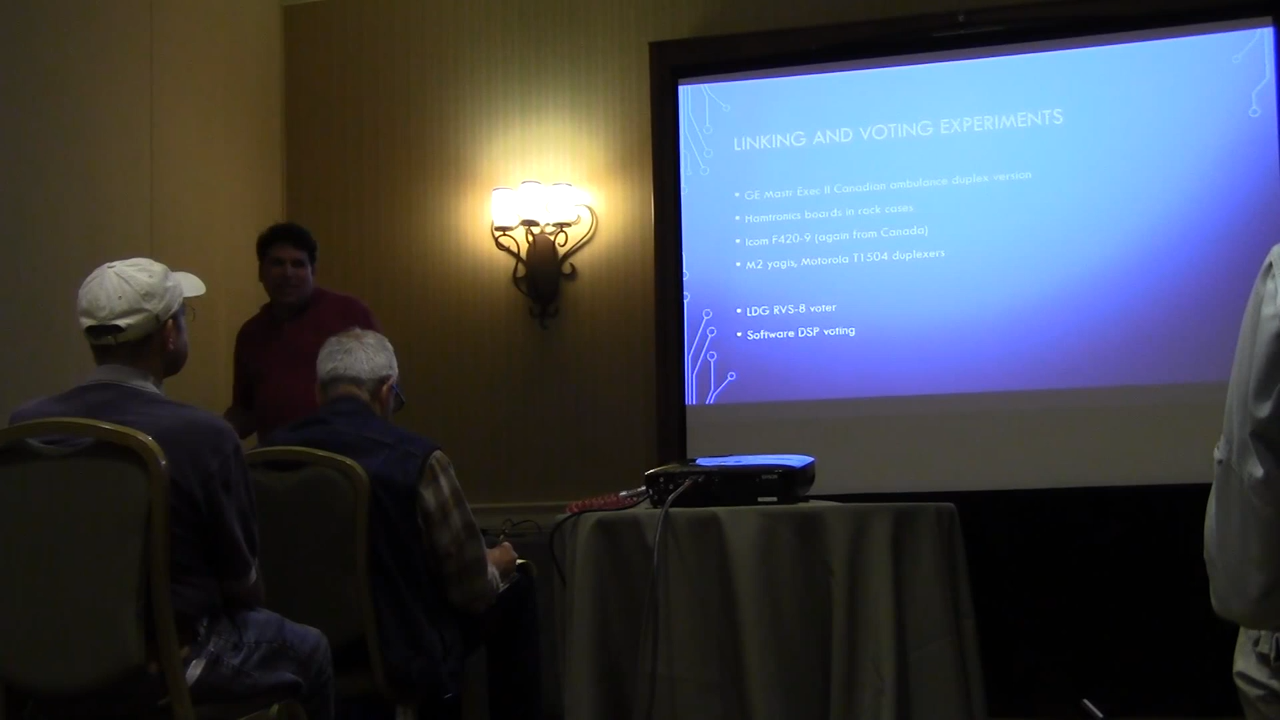 LINKING AND VOTING EXPERIMENTS
▪ GE Mastr Exec II Canadian ambulance duplex version
▪ Hamtronics boards in rack cases
▪ Icom F420-9 (again from Canada)
▪ M2 yagis, Motorola T1504 duplexers
▪ LDG RVS-8 voter
▪ Software DSP voting
EPSON